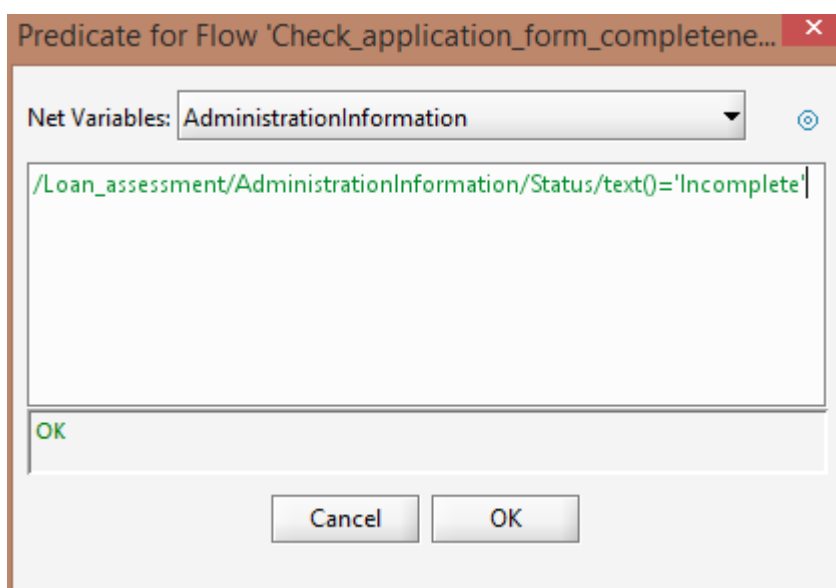 Predicate for Flow 'Check_application_form_completene...
Net Variables: AdministrationInformation
/Loan_assessment/AdministrationInformation/Status/text()='Incomplete'
OK
Cancel OK